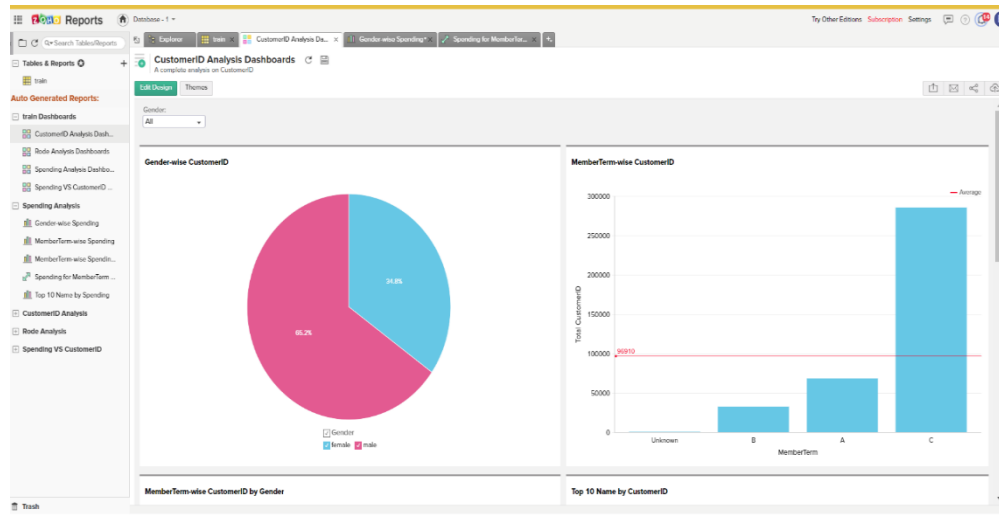 ZOHO Reports
Database - 1
Try Other Editions Subscription Settings
Search Tables/Reports
Explorer
train
CustomerID Analysis Da...
Gender-wise Spending*
Spending for MemberTer...
Tables & Reports
train
Auto Generated Reports:
train Dashboards
CustomerID Analysis Dash...
Rode Analysis Dashboards
Spending Analysis Dashbo...
Spending VS CustomerID ...
Spending Analysis
Gender-wise Spending
MemberTerm-wise Spending
MemberTerm-wise Spendin...
Spending for MemberTerm ...
Top 10 Name by Spending
CustomerID Analysis
Rode Analysis
Spending VS CustomerID
Trash
CustomerID Analysis Dashboards
A complete analysis on CustomerID
Edit Design Themes
Gender:
All
Gender-wise CustomerID
34.8%
65.2%
Gender
female male
MemberTerm-wise CustomerID
Average
300000
250000
200000
150000
100000
50000
0
Total CustomerID
96910
Unknown B A C
MemberTerm
MemberTerm-wise CustomerID by Gender
Top 10 Name by CustomerID